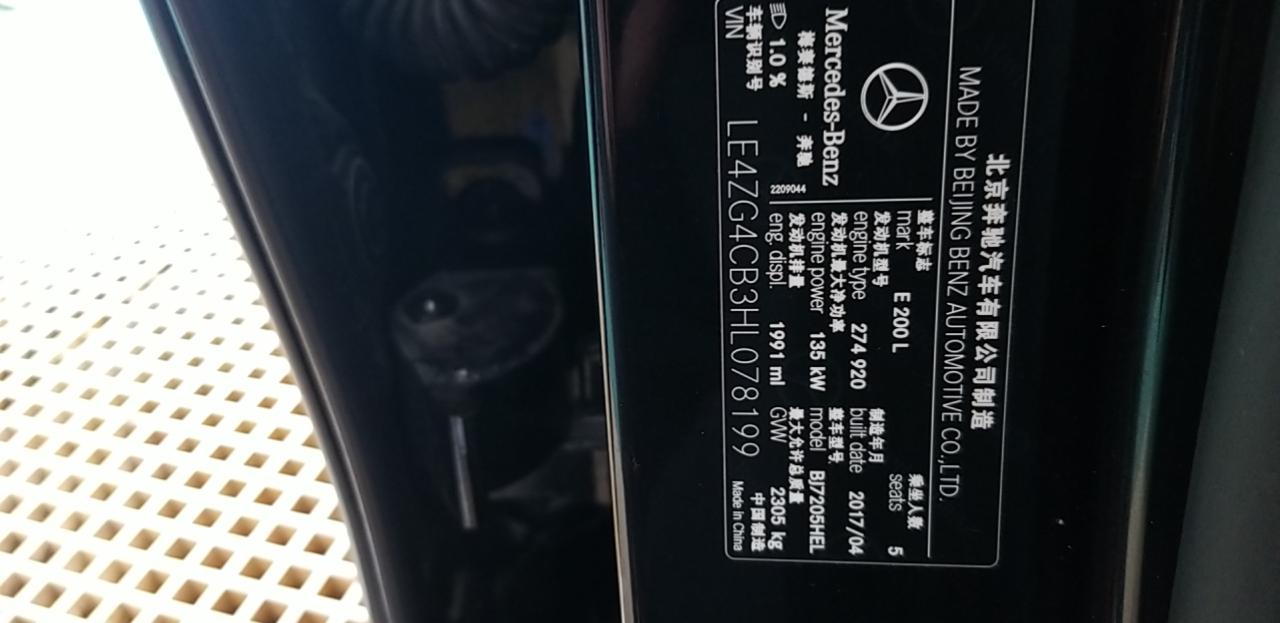 北京奔驰汽车有限公司制造
MADE BY BEIJING BENZ AUTOMOTIVE CO.,LTD.
Mercedes-Benz
梅赛德斯 - 奔驰
1.0 %
2209044
整车标志
mark E 200 L
乘坐人数
seats 5
发动机型号
engine type 274 920
制造年月
built date 2017/04
发动机最大净功率
engine power 135 kW
整车型号
model BJ7205HEL
发动机排量
eng. displ. 1991 ml
最大允许总质量
GVW 2305 kg
车辆识别号
VIN LE4ZG4CB3HL078199
中国制造
Made in China